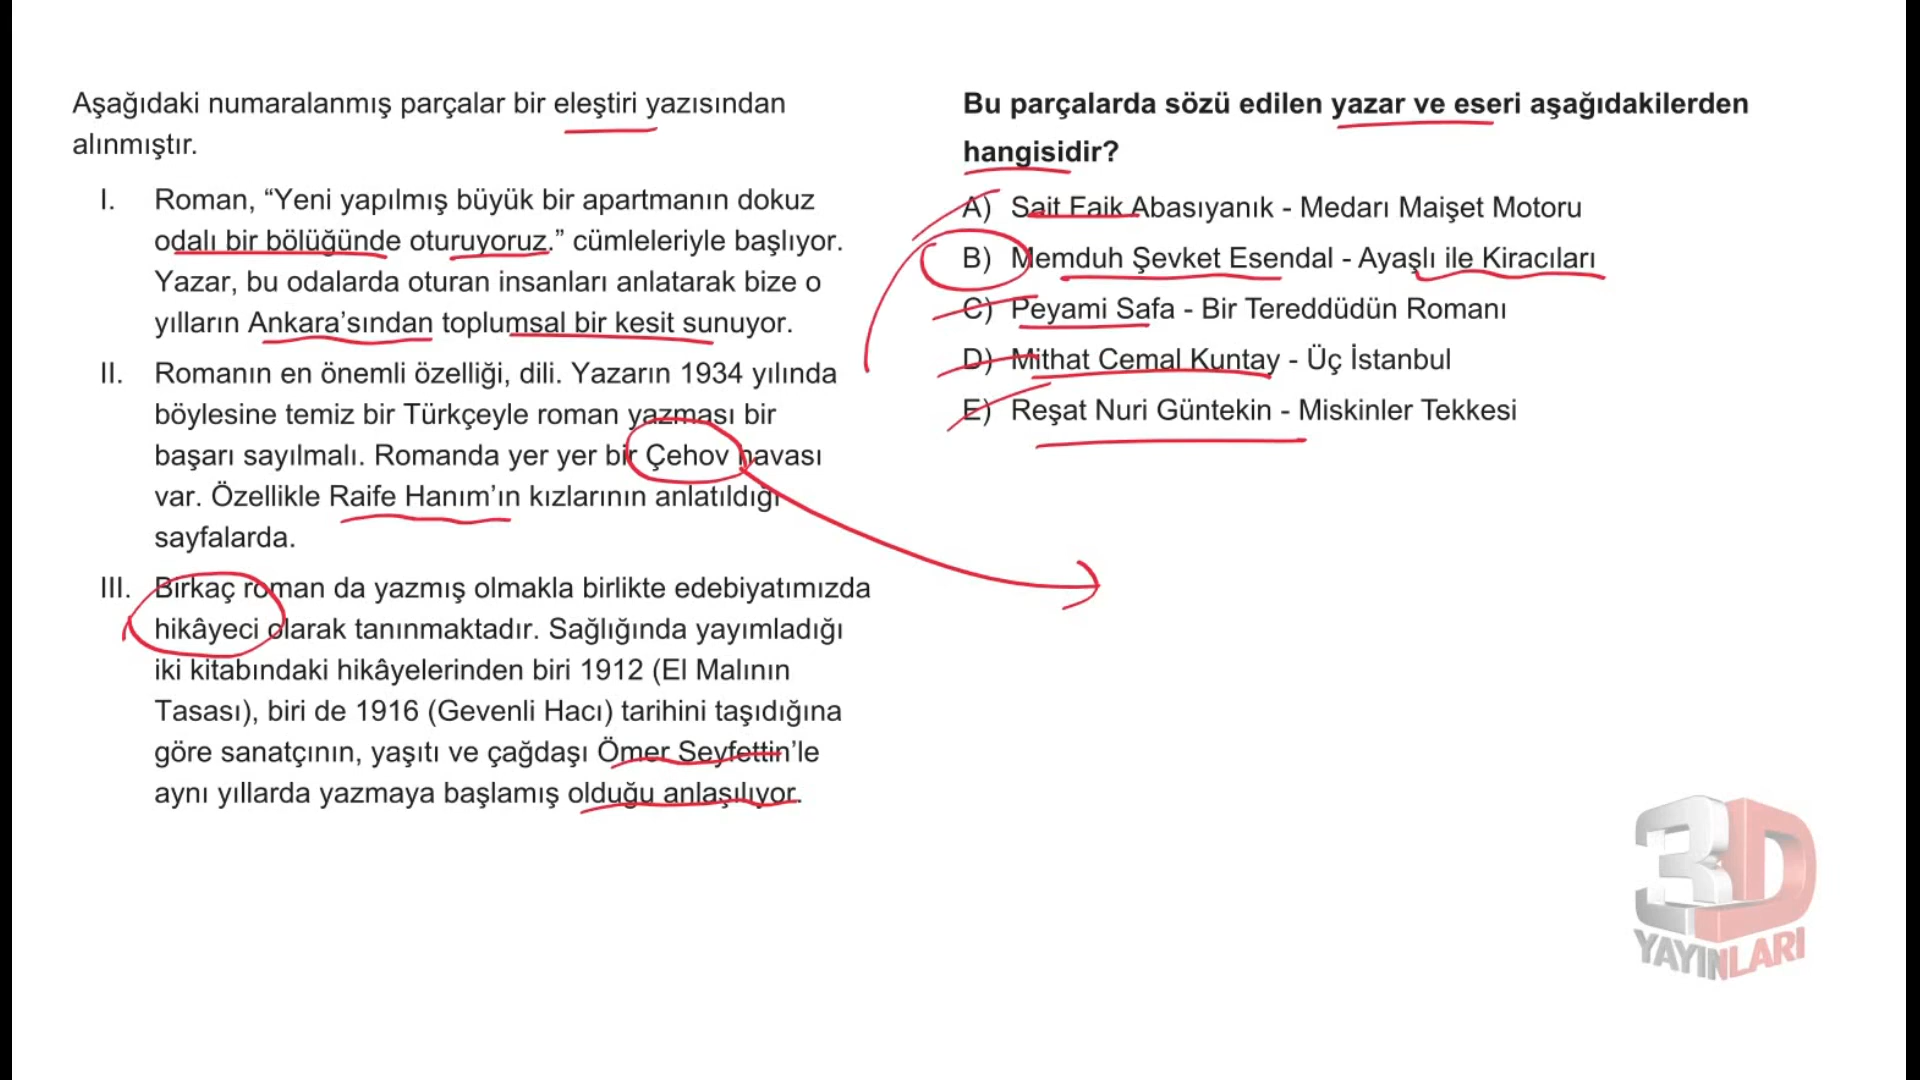 Aşağıdaki numaralanmış parçalar bir eleştiri yazısından
alınmıştır.
I. Roman, “Yeni yapılmış büyük bir apartmanın dokuz
odalı bir bölüğünde oturuyoruz.” cümleleriyle başlıyor.
Yazar, bu odalarda oturan insanları anlatarak bize o
yılların Ankara’sından toplumsal bir kesit sunuyor.
II. Romanın en önemli özelliği, dili. Yazarın 1934 yılında
böylesine temiz bir Türkçeyle roman yazması bir
başarı sayılmalı. Romanda yer yer bir Çehov havası
var. Özellikle Raife Hanım’ın kızlarının anlatıldığı
sayfalarda.
III. Birkaç roman da yazmış olmakla birlikte edebiyatımızda
hikâyeci olarak tanınmaktadır. Sağlığında yayımladığı
iki kitabındaki hikâyelerinden biri 1912 (El Malının
Tasası), biri de 1916 (Gevenli Hacı) tarihini taşıdığına
göre sanatçının, yaşıtı ve çağdaşı Ömer Seyfettin’le
aynı yıllarda yazmaya başlamış olduğu anlaşılıyor.
Bu parçalarda sözü edilen yazar ve eseri aşağıdakilerden
hangisidir?
A) Sait Faik Abasıyanık - Medarı Maişet Motoru
B) Memduh Şevket Esendal - Ayaşlı ile Kiracıları
C) Peyami Safa - Bir Tereddüdün Romanı
D) Mithat Cemal Kuntay - Üç İstanbul
E) Reşat Nuri Güntekin - Miskinler Tekkesi
3D
YAYINLARI